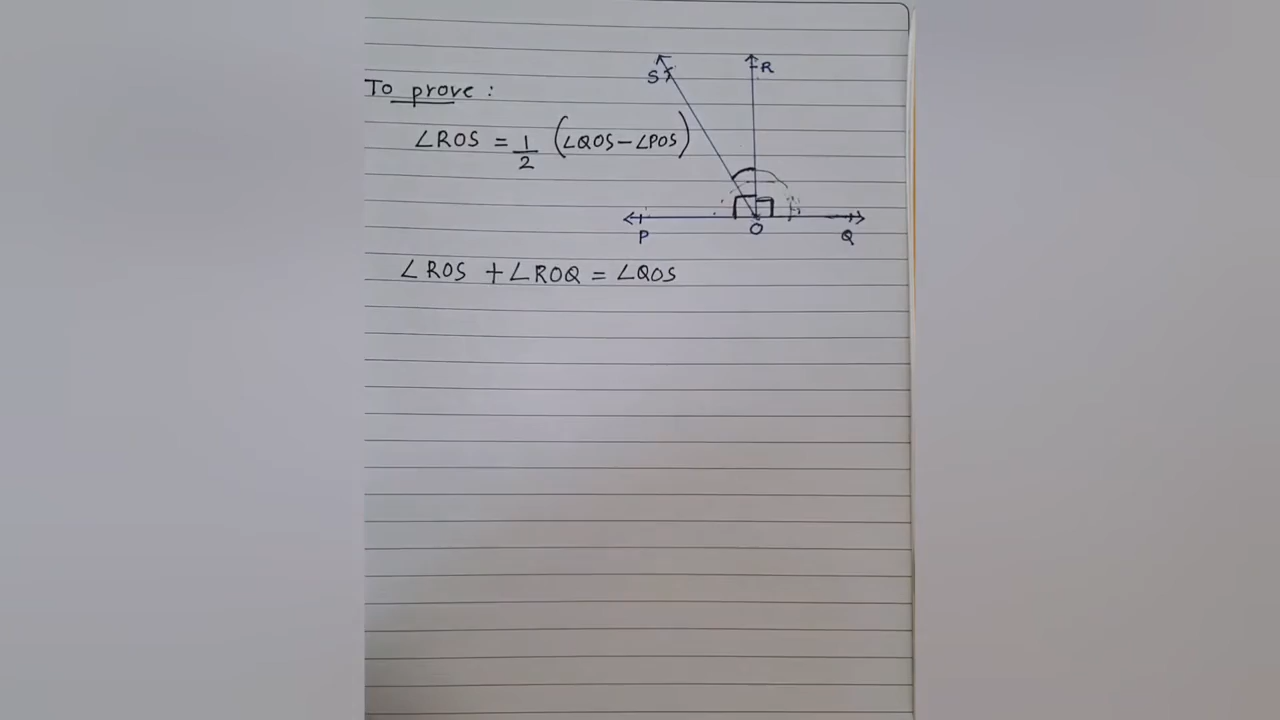 To prove :
∠ROS = 1/2 (∠QOS − ∠POS)
S
R
P
O
Q
∠ROS + ∠ROQ = ∠QOS